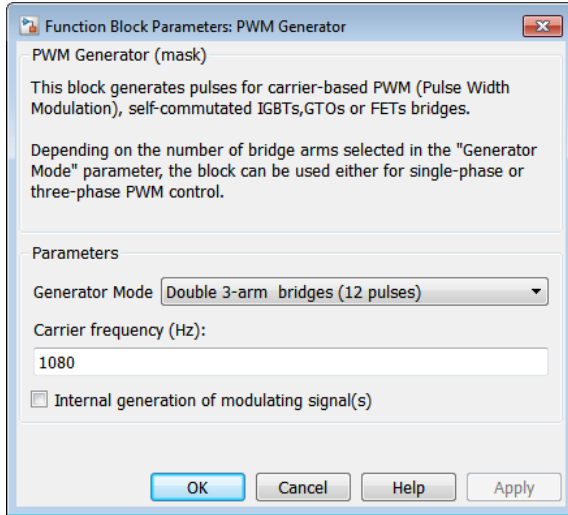 Function Block Parameters: PWM Generator
PWM Generator (mask)
This block generates pulses for carrier-based PWM (Pulse Width
Modulation), self-commutated IGBTs,GTOs or FETs bridges.
Depending on the number of bridge arms selected in the "Generator
Mode" parameter, the block can be used either for single-phase or
three-phase PWM control.
Parameters
Generator Mode Double 3-arm bridges (12 pulses)
Carrier frequency (Hz):
1080
Internal generation of modulating signal(s)
OK Cancel Help Apply